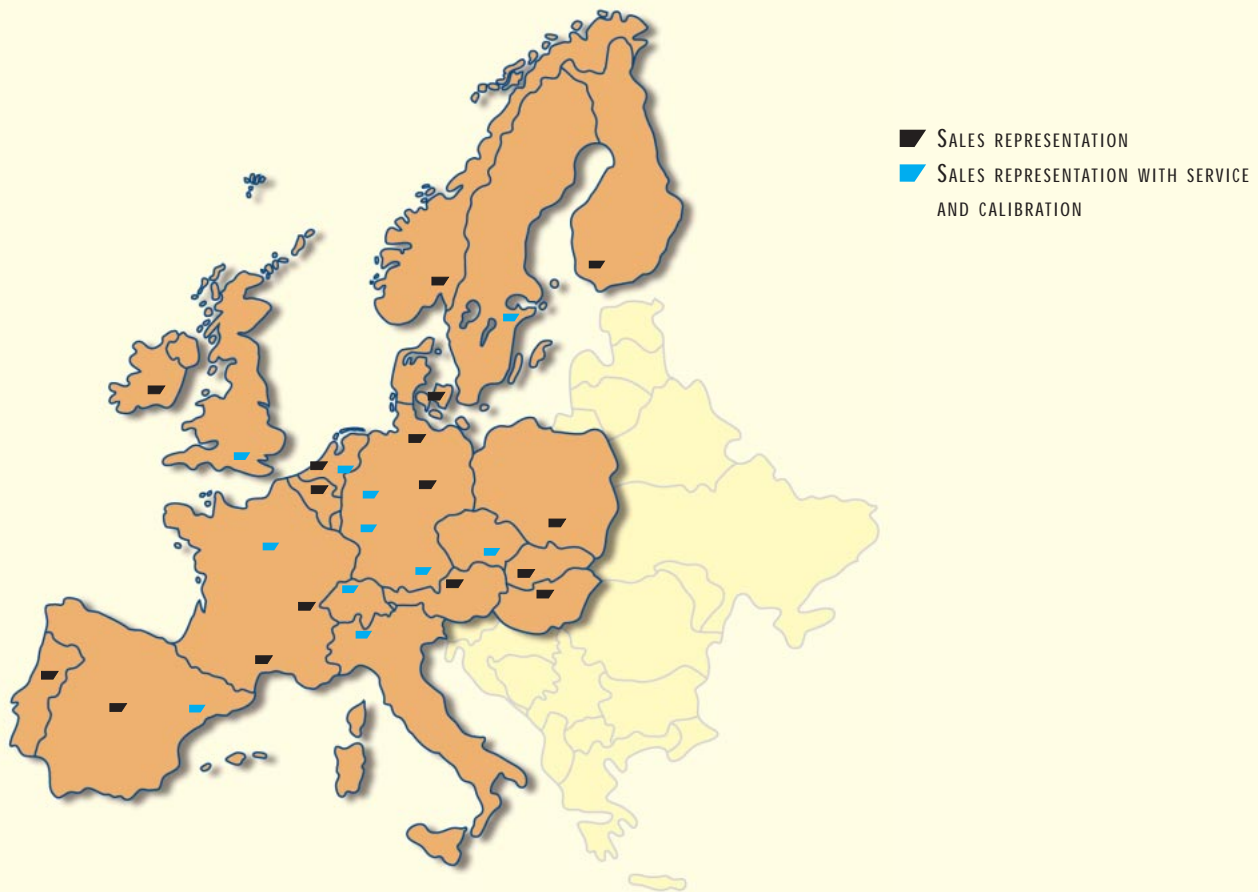 Sales representation
Sales representation with service
and calibration